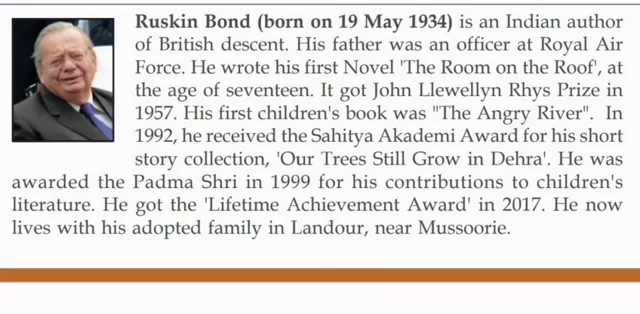 Ruskin Bond (born on 19 May 1934) is an Indian author
of British descent. His father was an officer at Royal Air
Force. He wrote his first Novel 'The Room on the Roof', at
the age of seventeen. It got John Llewellyn Rhys Prize in
1957. His first children's book was "The Angry River". In
1992, he received the Sahitya Akademi Award for his short
story collection, 'Our Trees Still Grow in Dehra'. He was
awarded the Padma Shri in 1999 for his contributions to children's
literature. He got the 'Lifetime Achievement Award' in 2017. He now
lives with his adopted family in Landour, near Mussoorie.